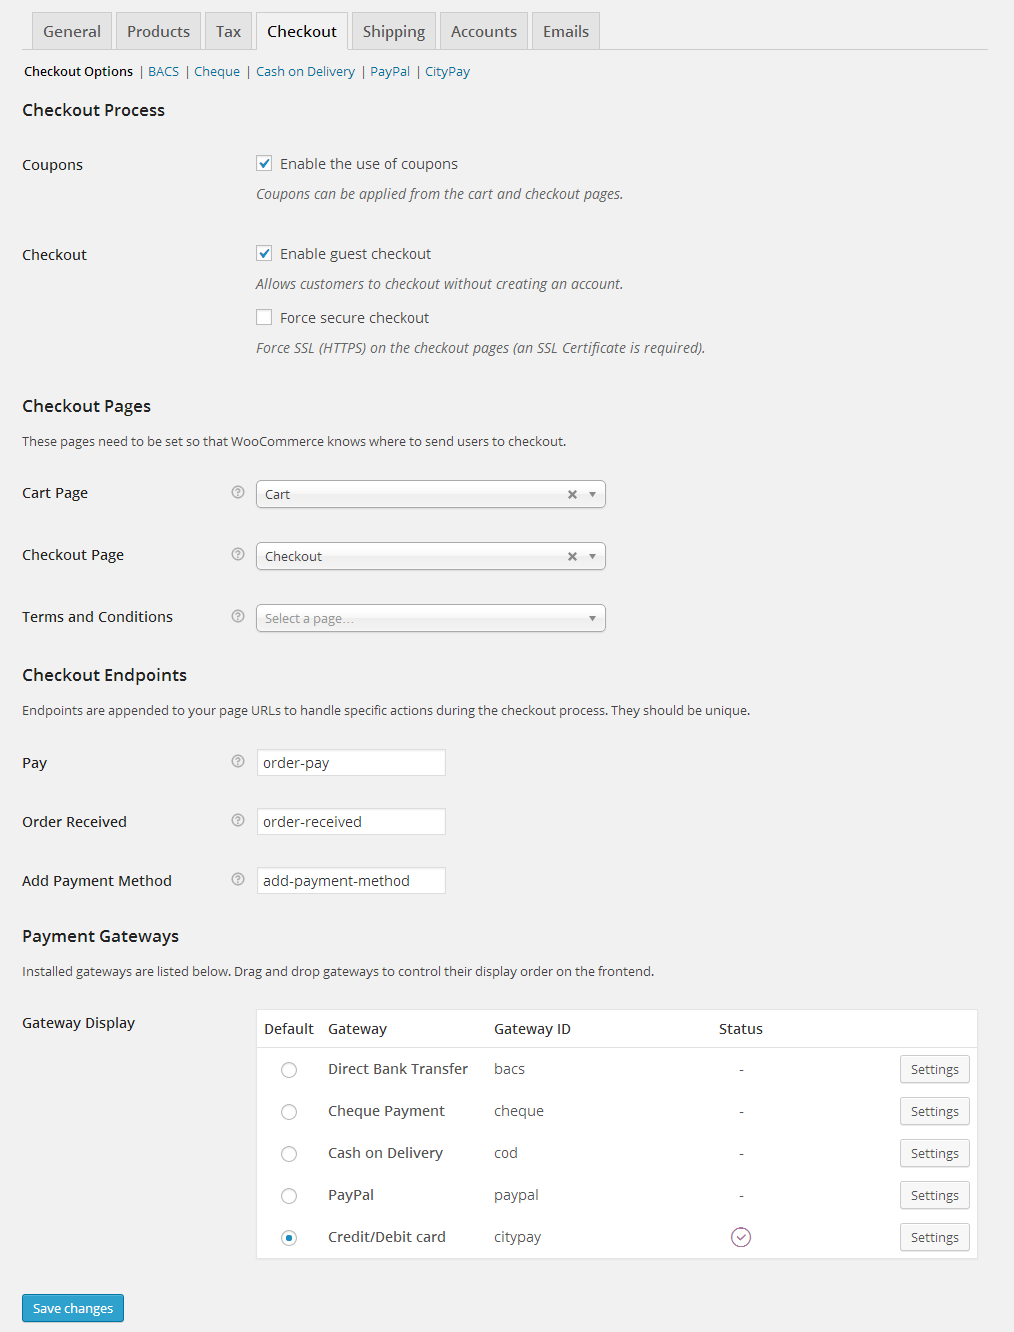 General Products Tax Checkout Shipping Accounts Emails
Checkout Options | BACS | Cheque | Cash on Delivery | PayPal | CityPay
Checkout Process
Coupons Enable the use of coupons
Coupons can be applied from the cart and checkout pages.
Checkout Enable guest checkout
Allows customers to checkout without creating an account.
Force secure checkout
Force SSL (HTTPS) on the checkout pages (an SSL Certificate is required).
Checkout Pages
These pages need to be set so that WooCommerce knows where to send users to checkout.
Cart Page Cart
Checkout Page Checkout
Terms and Conditions Select a page...
Checkout Endpoints
Endpoints are appended to your page URLs to handle specific actions during the checkout process. They should be unique.
Pay order-pay
Order Received order-received
Add Payment Method add-payment-method
Payment Gateways
Installed gateways are listed below. Drag and drop gateways to control their display order on the frontend.
Gateway Display Default Gateway Gateway ID Status
Direct Bank Transfer bacs - Settings
Cheque Payment cheque - Settings
Cash on Delivery cod - Settings
PayPal paypal - Settings
Credit/Debit card citypay Settings
Save changes